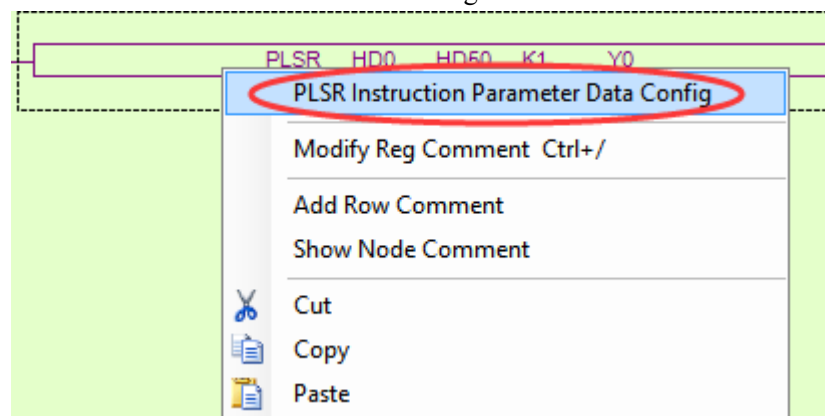 PLSR HD0 HD50 K1 Y0
PLSR Instruction Parameter Data Config
Modify Reg Comment Ctrl+/
Add Row Comment
Show Node Comment
Cut
Copy
Paste